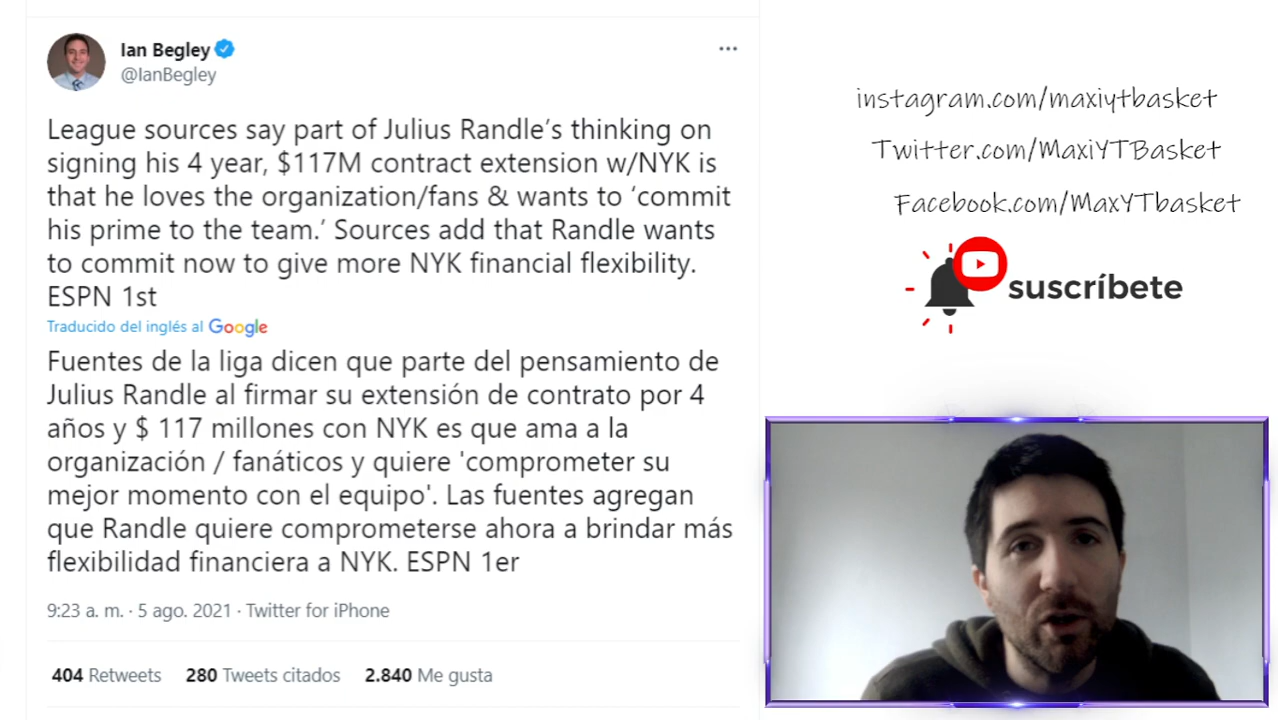 Ian Begley
@IanBegley
League sources say part of Julius Randle’s thinking on
signing his 4 year, $117M contract extension w/NYK is
that he loves the organization/fans & wants to ‘commit
his prime to the team.’ Sources add that Randle wants
to commit now to give more NYK financial flexibility.
ESPN 1st
Traducido del inglés al Google
Fuentes de la liga dicen que parte del pensamiento de
Julius Randle al firmar su extensión de contrato por 4
años y $ 117 millones con NYK es que ama a la
organización / fanáticos y quiere 'comprometer su
mejor momento con el equipo'. Las fuentes agregan
que Randle quiere comprometerse ahora a brindar más
flexibilidad financiera a NYK. ESPN 1er
9:23 a. m. · 5 ago. 2021 · Twitter for iPhone
404 Retweets 280 Tweets citados 2.840 Me gusta
instagram.com/maxiytbasket
Twitter.com/MaxiYTBasket
Facebook.com/MaxYTbasket
suscríbete